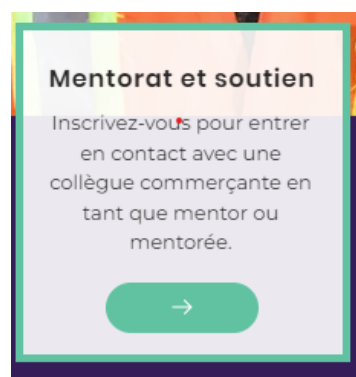 Mentorat et soutien
Inscrivez-vous pour entrer
en contact avec une
collègue commerçante en
tant que mentor ou
mentorée.